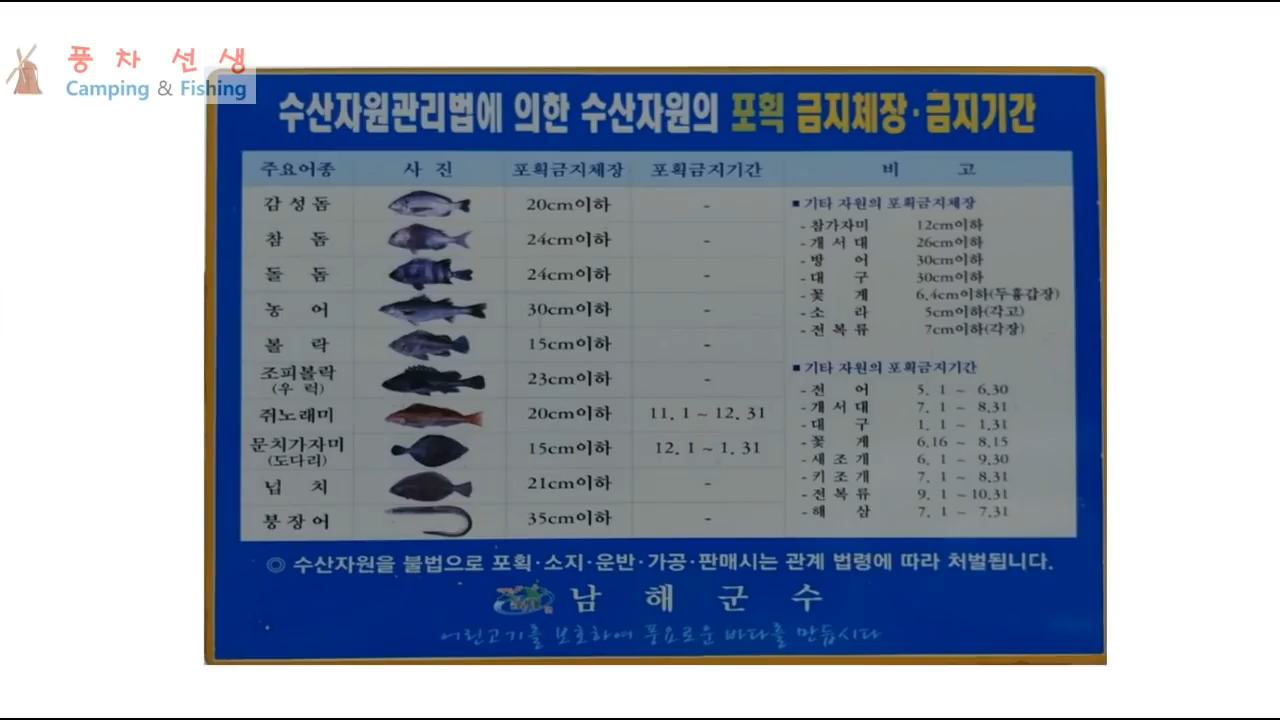 풍차선생
Camping & Fishing
수산자원관리법에 의한 수산자원의 포획 금지체장·금지기간
주요어종 사진 포획금지체장 포획금지기간 비고
감성돔 20cm이하 -
참돔 24cm이하 -
돌돔 24cm이하 -
농어 30cm이하 -
볼락 15cm이하 -
조피볼락 23cm이하 -
(우럭)
쥐노래미 20cm이하 11. 1 ~ 12. 31
문치가자미 15cm이하 12. 1 ~ 1. 31
(도다리)
넙치 21cm이하 -
붕장어 35cm이하 -
■ 기타 자원의 포획금지체장
- 참가자미 12cm이하
- 개서대 26cm이하
- 방어 30cm이하
- 대구 30cm이하
- 꽃게 6.4cm이하(두흉갑장)
- 소라 5cm이하(각고)
- 전복류 7cm이하(각장)
■ 기타 자원의 포획금지기간
- 전어 5. 1 ~ 6.30
- 개서대 7. 1 ~ 8.31
- 대구 1. 1 ~ 1.31
- 꽃게 6.16 ~ 8.15
- 새조개 6. 1 ~ 9.30
- 키조개 7. 1 ~ 8.31
- 전복류 9. 1 ~ 10.31
- 해삼 7. 1 ~ 7.31
◎ 수산자원을 불법으로 포획·소지·운반·가공·판매시는 관계 법령에 따라 처벌됩니다.
남해군수
어린고기를 보호하여 풍요로운 바다를 만듭시다